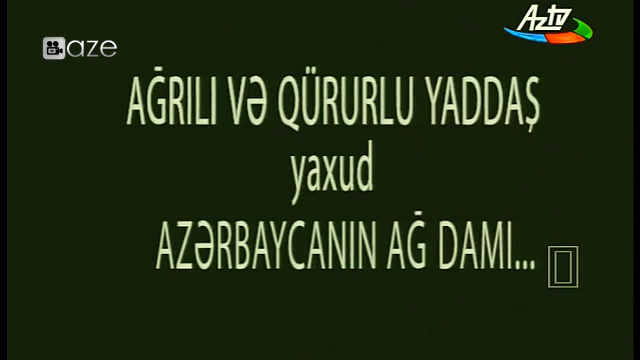 aze
AZTV
AĞRILI VƏ QÜRURLU YADDAŞ
yaxud
AZƏRBAYCANIN AĞ DAMI...